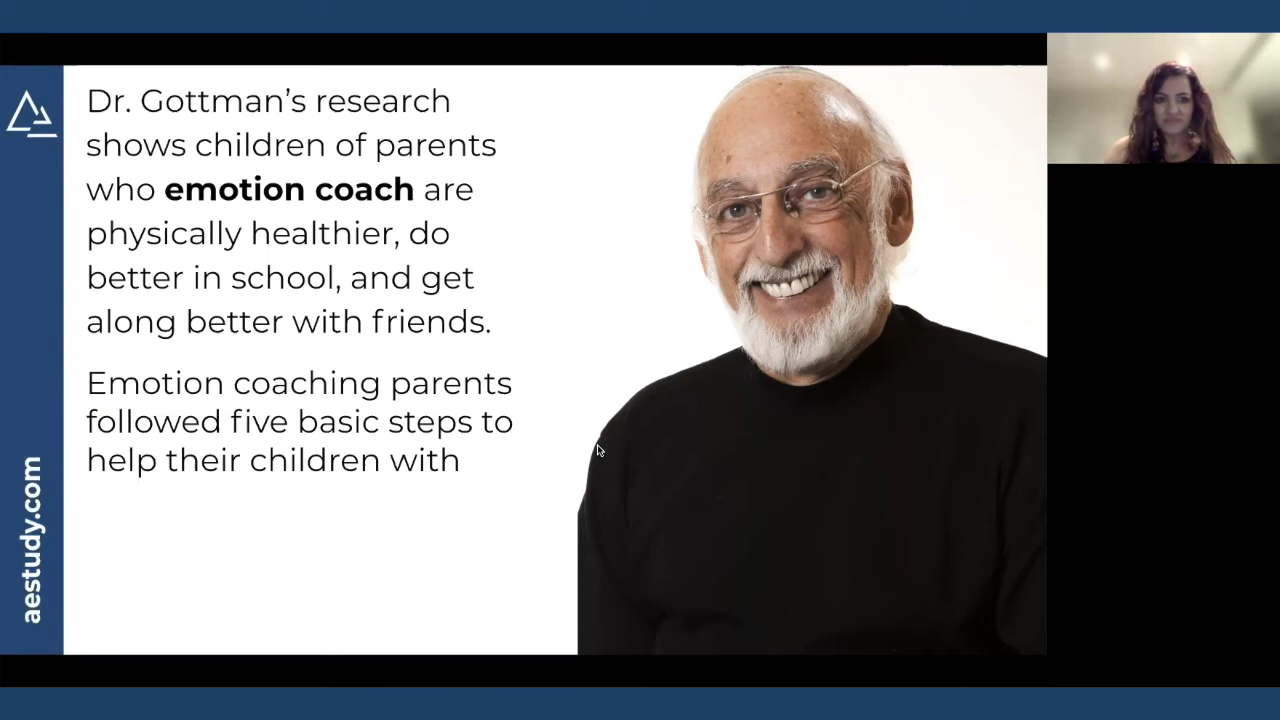 Dr. Gottman’s research
shows children of parents
who emotion coach are
physically healthier, do
better in school, and get
along better with friends.
Emotion coaching parents
followed five basic steps to
help their children with
aestudy.com